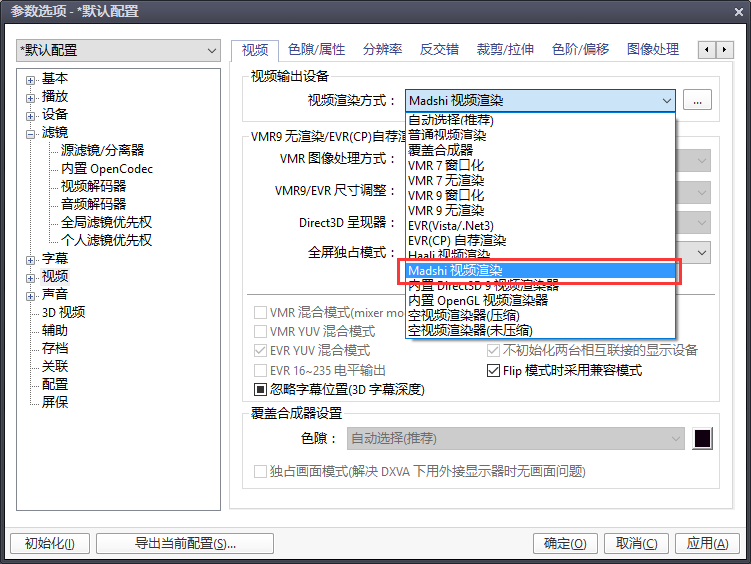 参数选项 - *默认配置
*默认配置
基本
播放
设备
滤镜
源滤镜/分离器
内置 OpenCodec
视频解码器
音频解码器
全局滤镜优先权
个人滤镜优先权
字幕
视频
声音
3D 视频
辅助
存档
关联
配置
屏保
视频 色隙/属性 分辨率 反交错 裁剪/拉伸 色阶/偏移 图像处理
视频输出设备
视频渲染方式： Madshi 视频渲染 ...
自动选择(推荐)
普通视频渲染
覆盖合成器
VMR 7 窗口化
VMR 7 无渲染
VMR 9 窗口化
VMR 9 无渲染
EVR(Vista/.Net3)
EVR(CP) 自荐渲染
Haali 视频渲染
Madshi 视频渲染
内置 Direct3D 9 视频渲染器
内置 OpenGL 视频渲染器
空视频渲染器(压缩)
空视频渲染器(未压缩)
VMR9 无渲染/EVR(CP)自荐渲
VMR 图像处理方式：
VMR9/EVR 尺寸调整：
Direct3D 呈现器：
全屏独占模式：
VMR 混合模式(mixer mo
VMR YUV 混合模式
EVR YUV 混合模式 不初始化两台相互联接的显示设备
EVR 16~235 电平输出 Flip 模式时采用兼容模式
忽略字幕位置(3D 字幕深度)
覆盖合成器设置
色隙： 自动选择(推荐)
独占画面模式(解决 DXVA 下用外接显示器时无画面问题)
初始化(I) 导出当前配置(S)... 确定(O) 取消(C) 应用(A)